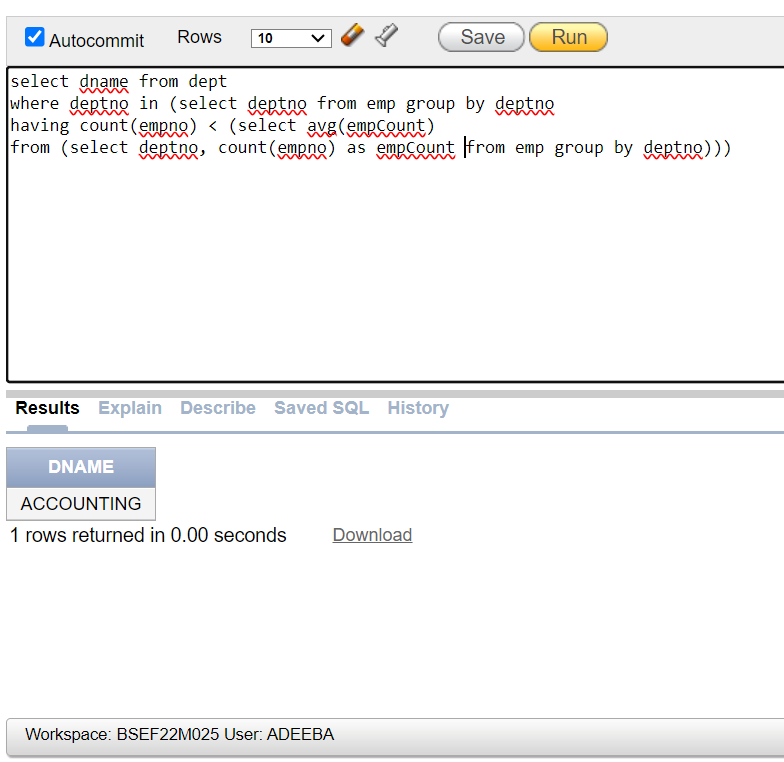 Autocommit Rows 10 Save Run
select dname from dept
where deptno in (select deptno from emp group by deptno
having count(empno) < (select avg(empCount)
from (select deptno, count(empno) as empCount from emp group by deptno)))
Results Explain Describe Saved SQL History
DNAME
ACCOUNTING
1 rows returned in 0.00 seconds Download
Workspace: BSEF22M025 User: ADEEBA